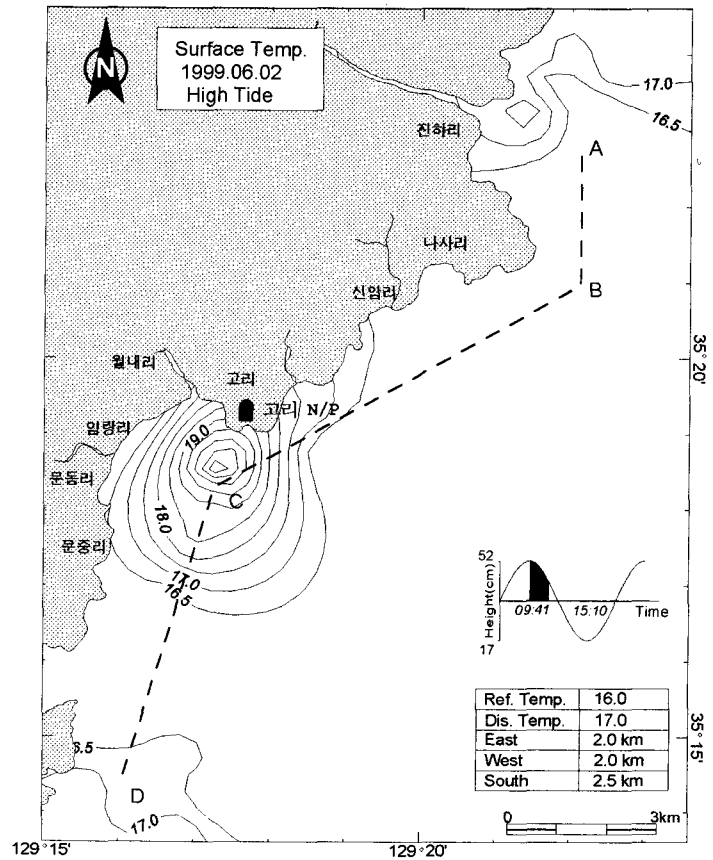 Surface Temp.
1999.06.02
High Tide
N
17.0
16.5
진하리
A
나사리
신암리
B
35° 20'
월내리
고리
고리 N/P
임랑리
19.0
문동리
C
18.0
문중리
17.0
16.5
52
Height(cm)
09:41 15:10 Time
17
Ref. Temp. 16.0
Dis. Temp. 17.0
East 2.0 km
West 2.0 km
South 2.5 km
35° 15'
6.5
D
17.0
0 3km
129° 15' 129° 20'